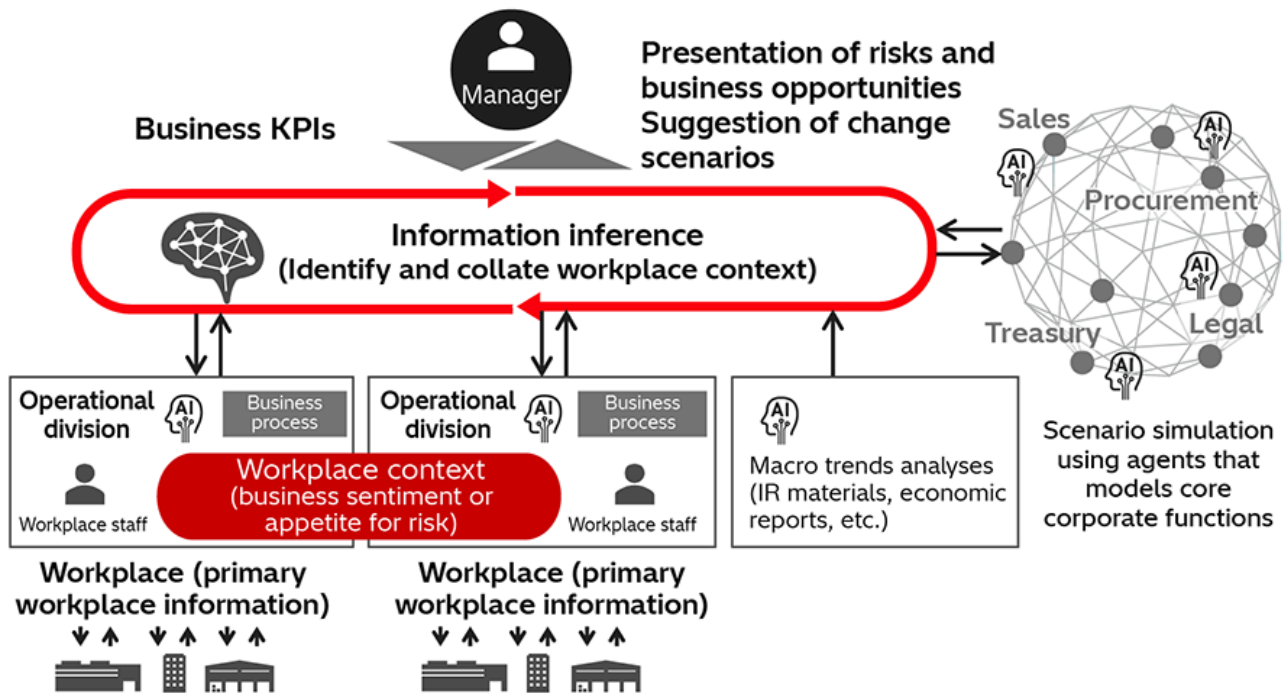 Manager
Business KPIs
Presentation of risks and
business opportunities
Suggestion of change
scenarios
Information inference
(Identify and collate workplace context)
Sales
AI
AI
Procurement
AI
Treasury
Legal
AI
Scenario simulation
using agents that
models core
corporate functions
Operational
division
AI
Business
process
Workplace staff
Operational
division
AI
Business
process
Workplace staff
Workplace context
(business sentiment or
appetite for risk)
AI
Macro trends analyses
(IR materials, economic
reports, etc.)
Workplace (primary
workplace information)
Workplace (primary
workplace information)